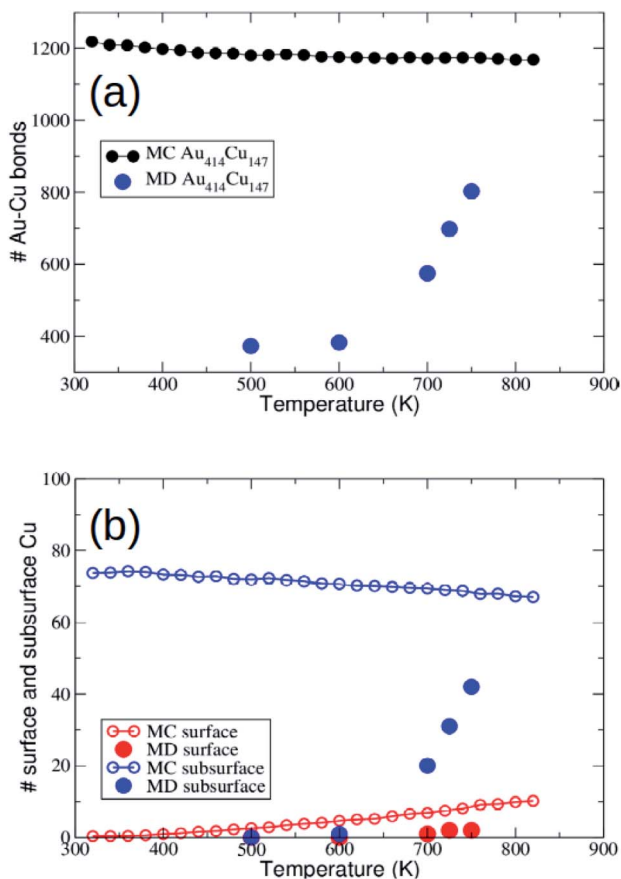 1200
(a)
1000
MC Au414Cu147
MD Au414Cu147
800
600
400
# Au-Cu bonds
300 400 500 600 700 800 900
Temperature (K)
100
(b)
80
60
40
MC surface
MD surface
MC subsurface
MD subsurface
20
0
# surface and subsurface Cu
300 400 500 600 700 800 900
Temperature (K)